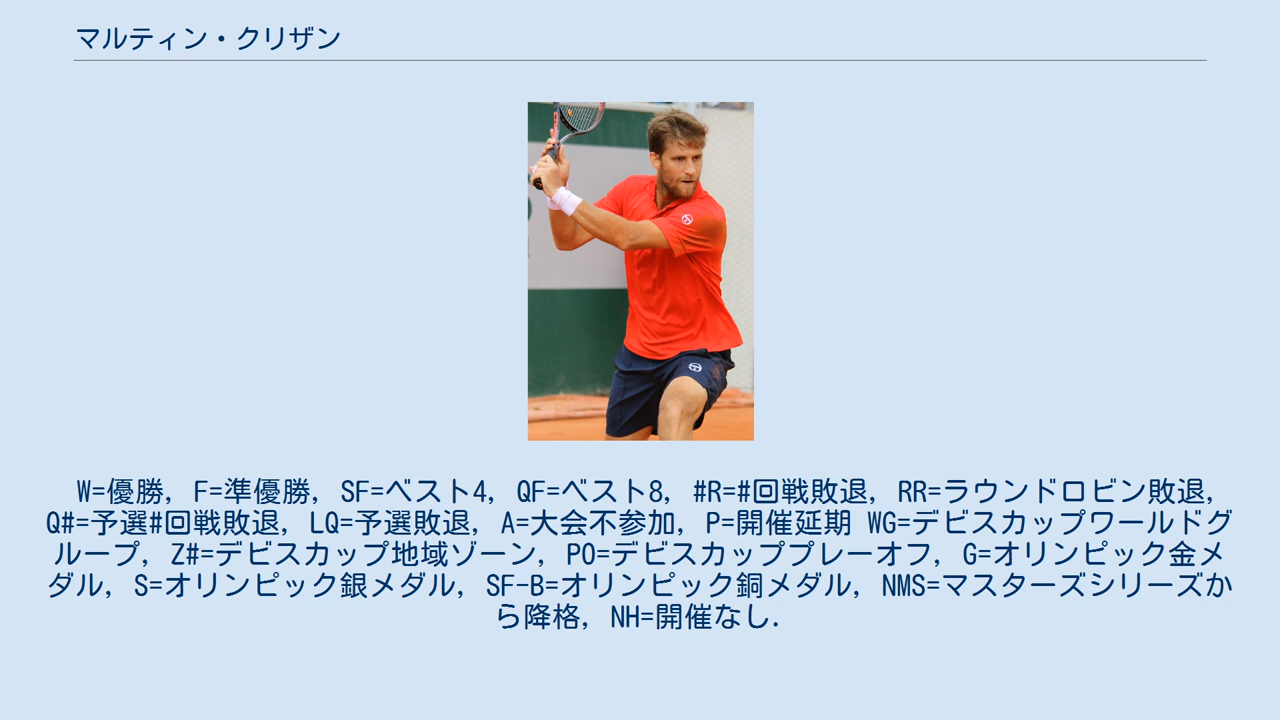 マルティン・クリザン
W=優勝, F=準優勝, SF=ベスト4, QF=ベスト8, #R=#回戦敗退, RR=ラウンドロビン敗退,
Q#=予選#回戦敗退, LQ=予選敗退, A=大会不参加, P=開催延期 WG=デビスカップワールドグ
ループ, Z#=デビスカップ地域ゾーン, PO=デビスカッププレーオフ, G=オリンピック金メ
ダル, S=オリンピック銀メダル, SF-B=オリンピック銅メダル, NMS=マスターズシリーズか
ら降格, NH=開催なし.